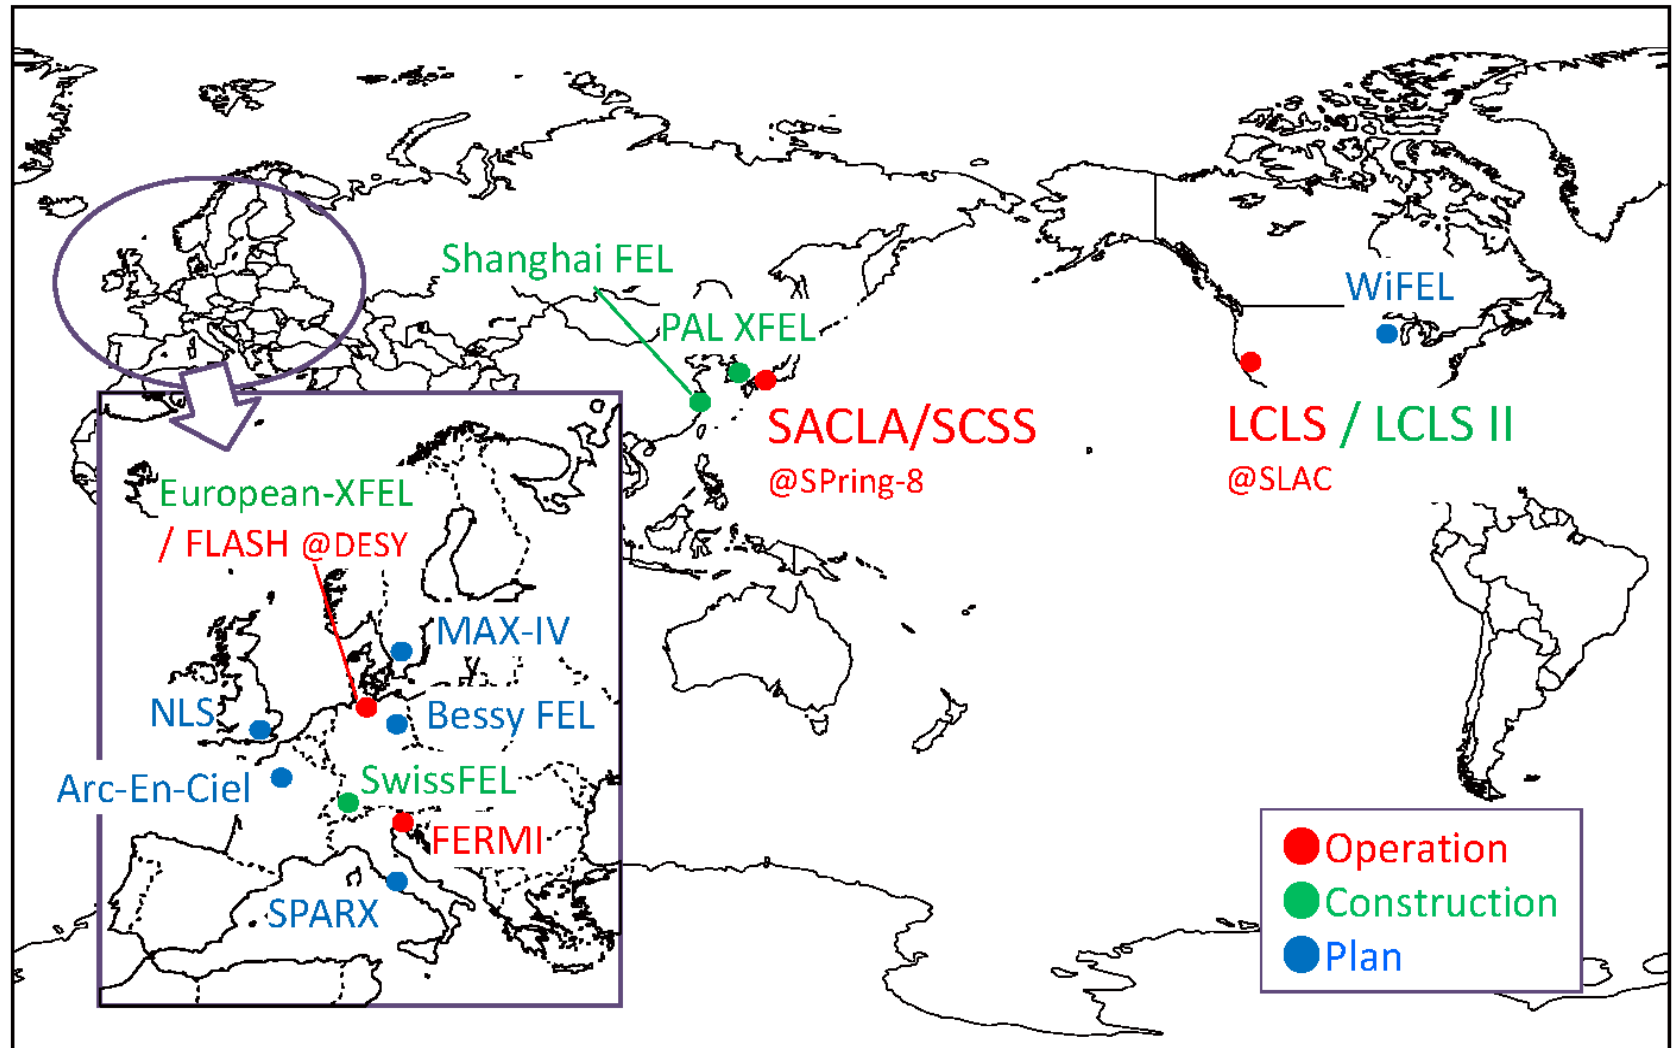 Shanghai FEL
WiFEL
PAL XFEL
SACLA/SCSS
@SPring-8
LCLS / LCLS II
@SLAC
European-XFEL
/ FLASH @DESY
MAX-IV
NLS
Bessy FEL
Arc-En-Ciel
SwissFEL
FERMI
SPARX
Operation
Construction
Plan